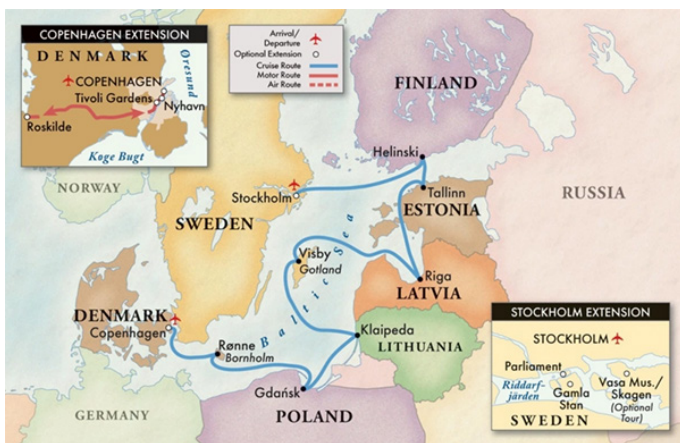 COPENHAGEN EXTENSION
DENMARK
Øresund
COPENHAGEN
Tivoli Gardens
Nyhavn
Roskilde
Køge Bugt
Arrival/
Departure
Optional Extension
Cruise Route
Motor Route
Air Route
FINLAND
Helinski
NORWAY
Stockholm
SWEDEN
Tallinn
ESTONIA
RUSSIA
Baltic Sea
Visby
Gotland
Riga
LATVIA
DENMARK
Copenhagen
Rønne
Bornholm
Klaipeda
LITHUANIA
Gdańsk
GERMANY
POLAND
STOCKHOLM EXTENSION
STOCKHOLM
Parliament
Riddarf-
järden
Gamla
Stan
Vasa Mus./
Skagen
(Optional
Tour)
SWEDEN